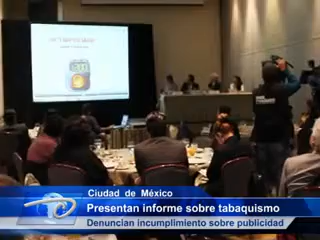 Ciudad de México
Presentan informe sobre tabaquismo
Denuncian incumplimiento sobre publicidad